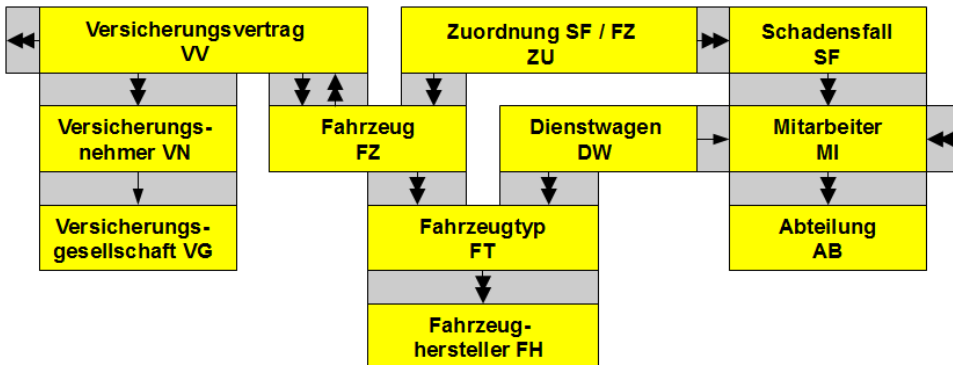 Versicherungsvertrag
VV
Zuordnung SF / FZ
ZU
Schadensfall
SF
Versicherungs-
nehmer VN
Fahrzeug
FZ
Dienstwagen
DW
Mitarbeiter
MI
Versicherungs-
gesellschaft VG
Fahrzeugtyp
FT
Abteilung
AB
Fahrzeug-
hersteller FH